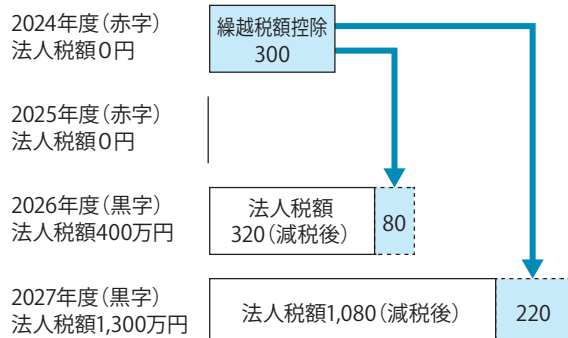 2024年度（赤字）
法人税額０円
繰越税額控除
300
2025年度（赤字）
法人税額０円
2026年度（黒字）
法人税額400万円
法人税額
320（減税後）
80
2027年度（黒字）
法人税額1,300万円
法人税額1,080（減税後）
220